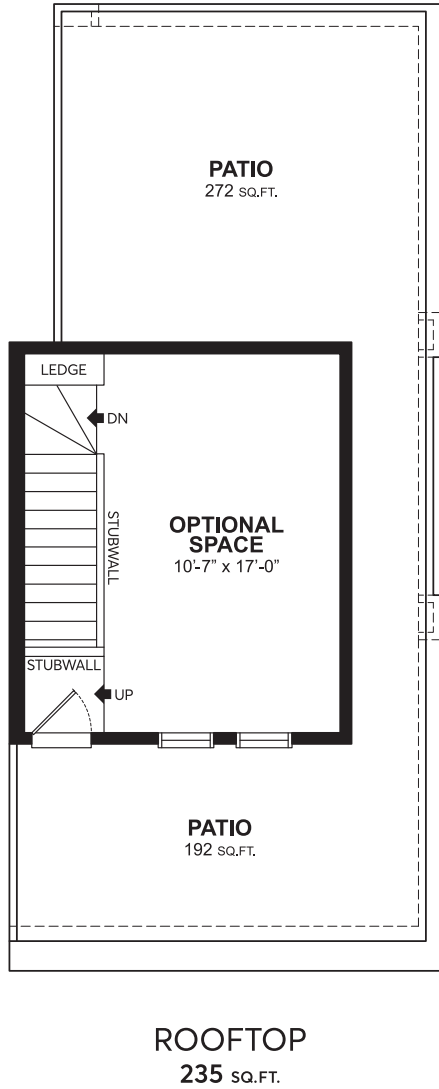 PATIO
272 SQ.FT.
LEDGE
DN
STUBWALL
OPTIONAL
SPACE
10'-7" x 17'-0"
STUBWALL
UP
PATIO
192 SQ.FT.
ROOFTOP
235 SQ.FT.